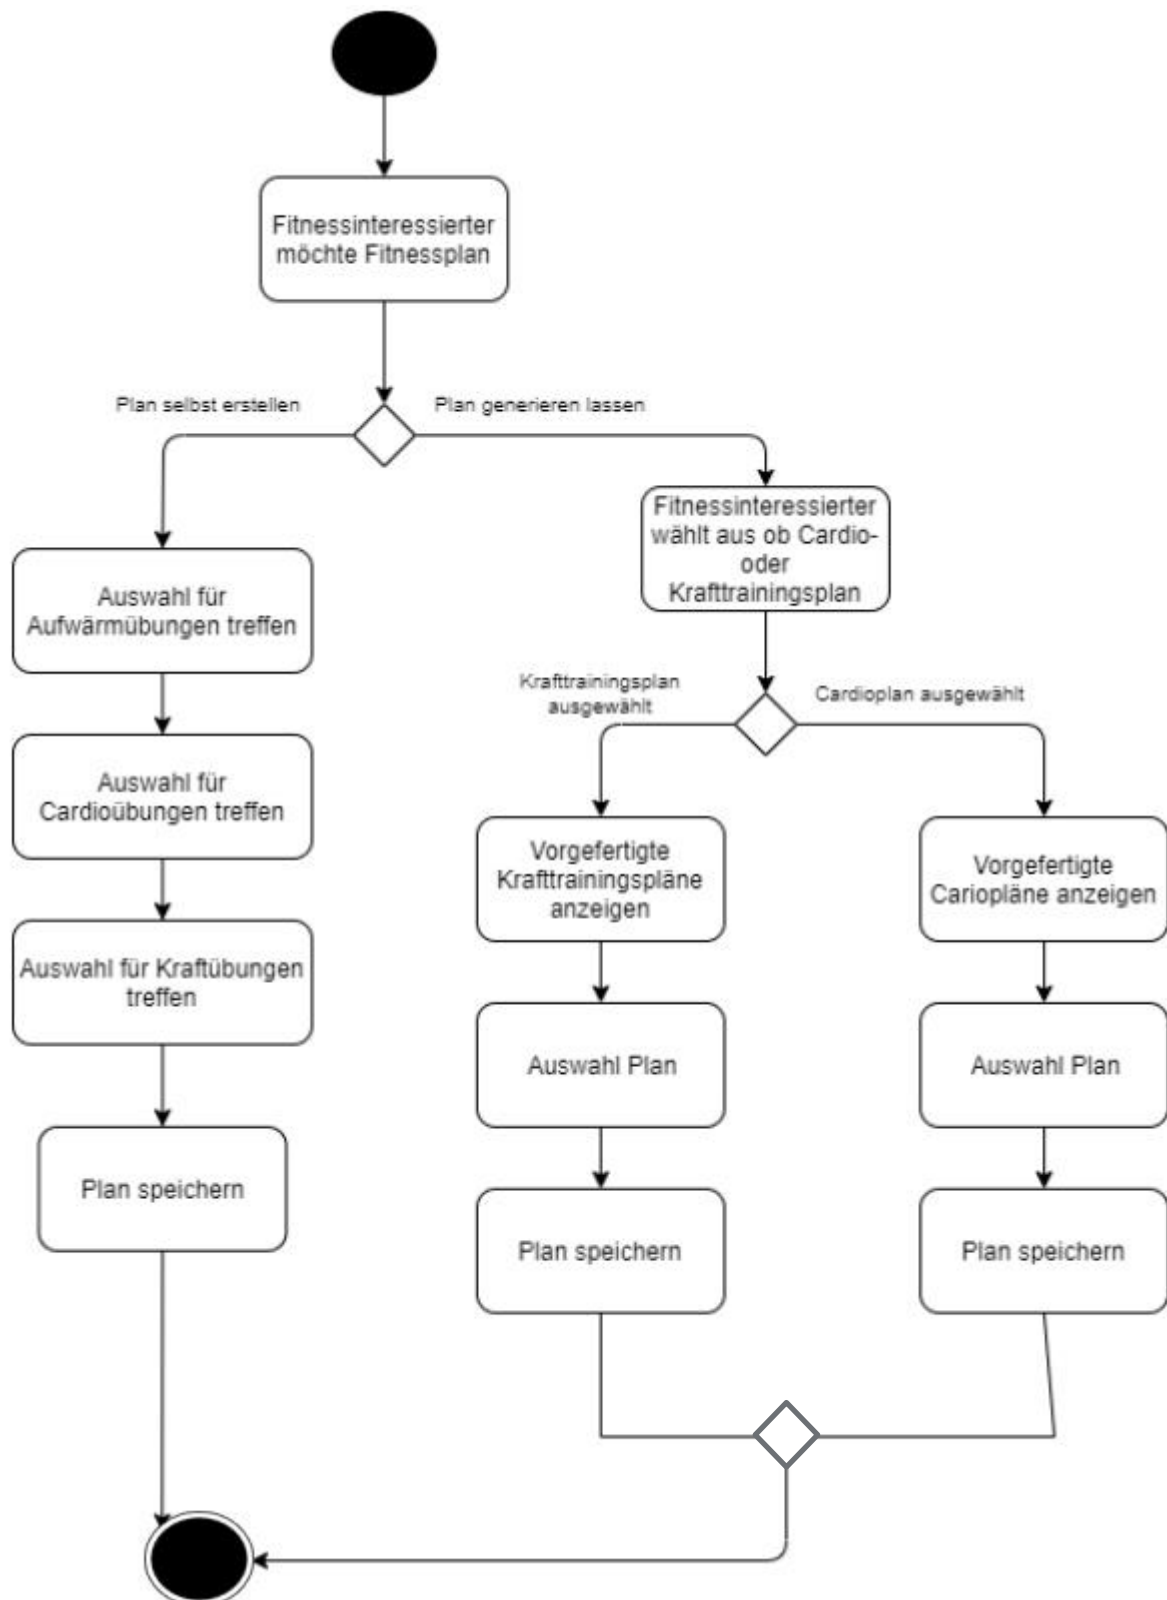 Fitnessinteressierter
möchte Fitnessplan
Plan selbst erstellen
Plan generieren lassen
Fitnessinteressierter
wählt aus ob Cardio-
oder
Krafttrainingsplan
Auswahl für
Aufwärmübungen treffen
Krafttrainingsplan
ausgewählt
Cardioplan ausgewählt
Auswahl für
Cardioübungen treffen
Vorgefertigte
Krafttrainingspläne
anzeigen
Vorgefertigte
Cariopläne anzeigen
Auswahl für Kraftübungen
treffen
Auswahl Plan
Auswahl Plan
Plan speichern
Plan speichern
Plan speichern